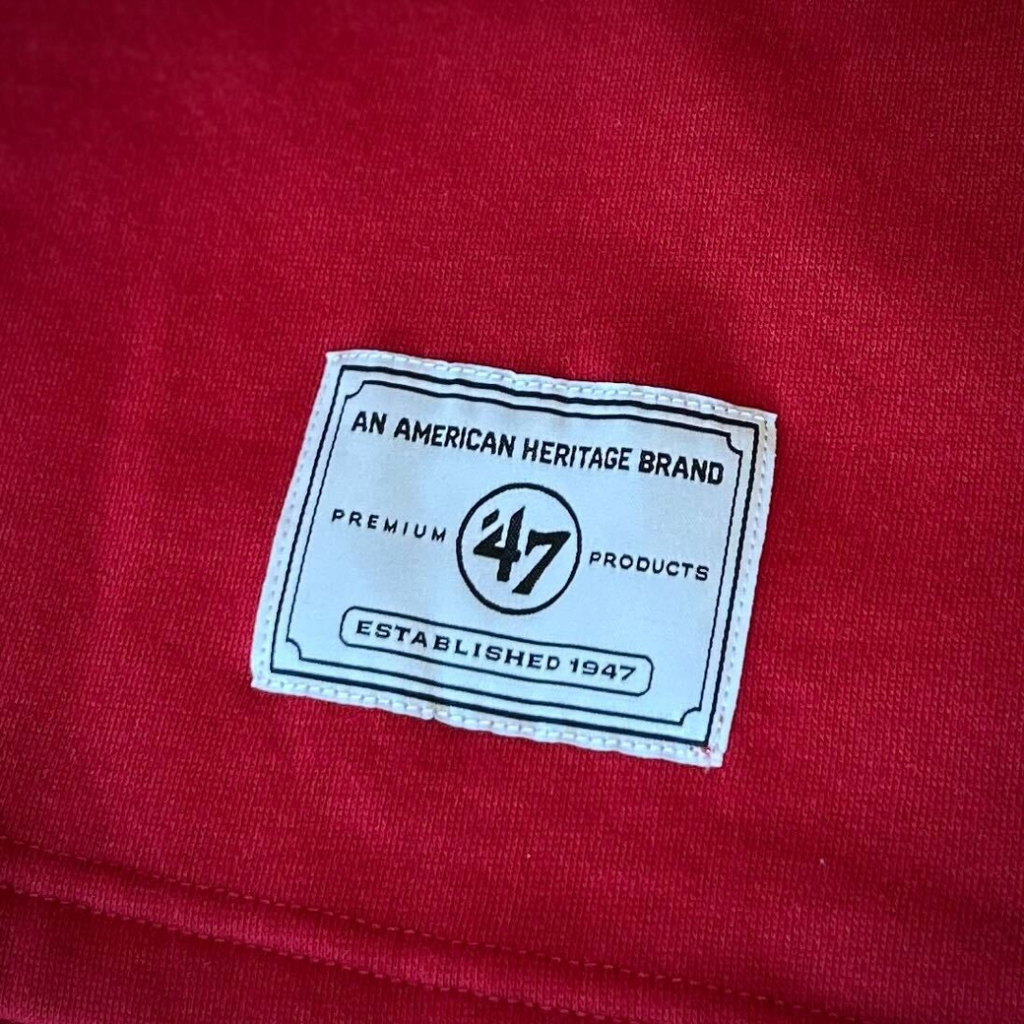 AN AMERICAN HERITAGE BRAND
PREMIUM '47 PRODUCTS
ESTABLISHED 1947